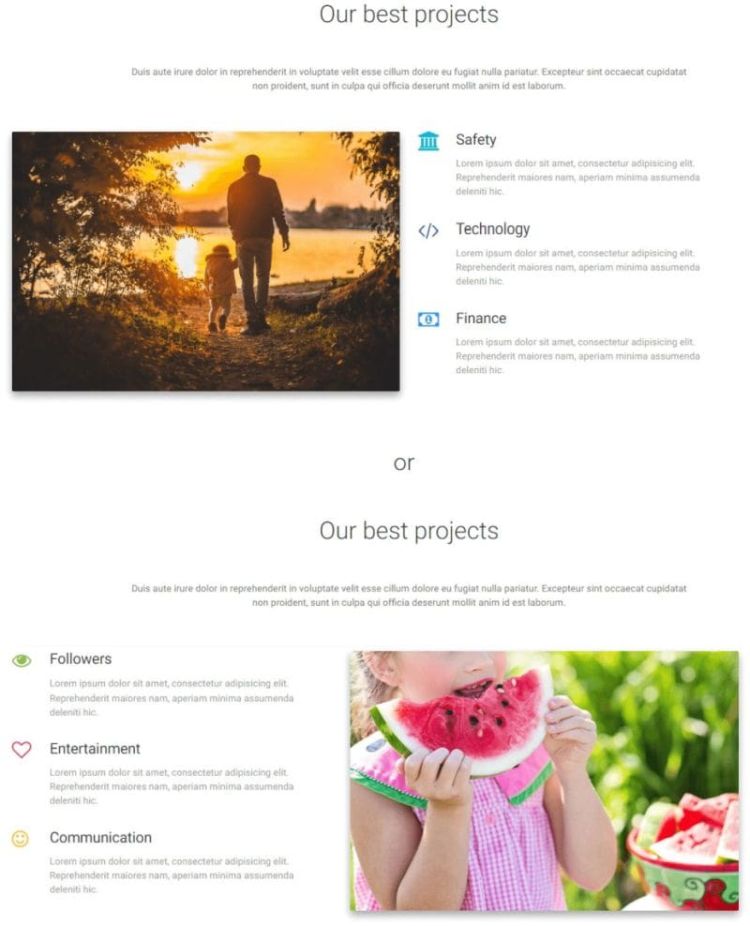 Our best projects
Duis aute irure dolor in reprehenderit in voluptate velit esse cillum dolore eu fugiat nulla pariatur. Excepteur sint occaecat cupidatat
non proident, sunt in culpa qui officia deserunt mollit anim id est laborum.
Safety
Lorem ipsum dolor sit amet, consectetur adipisicing elit.
Reprehenderit maiores nam, aperiam minima assumenda
deleniti hic.
Technology
Lorem ipsum dolor sit amet, consectetur adipisicing elit.
Reprehenderit maiores nam, aperiam minima assumenda
deleniti hic.
Finance
Lorem ipsum dolor sit amet, consectetur adipisicing elit.
Reprehenderit maiores nam, aperiam minima assumenda
deleniti hic.
or
Our best projects
Duis aute irure dolor in reprehenderit in voluptate velit esse cillum dolore eu fugiat nulla pariatur. Excepteur sint occaecat cupidatat
non proident, sunt in culpa qui officia deserunt mollit anim id est laborum.
Followers
Lorem ipsum dolor sit amet, consectetur adipisicing elit.
Reprehenderit maiores nam, aperiam minima assumenda
deleniti hic.
Entertainment
Lorem ipsum dolor sit amet, consectetur adipisicing elit.
Reprehenderit maiores nam, aperiam minima assumenda
deleniti hic.
Communication
Lorem ipsum dolor sit amet, consectetur adipisicing elit.
Reprehenderit maiores nam, aperiam minima assumenda
deleniti hic.